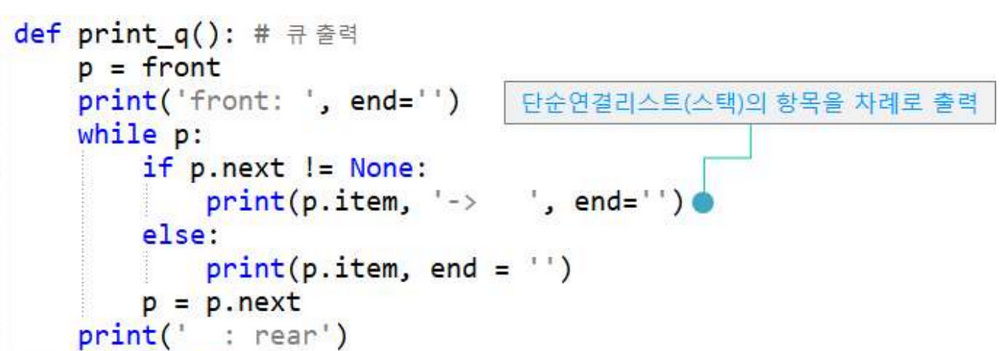 def print_q(): # 큐 출력
    p = front
    print('front: ', end='')
단순연결리스트(스택)의 항목을 차례로 출력
    while p:
        if p.next != None:
            print(p.item, '->   ', end='')
        else:
            print(p.item, end = '')
        p = p.next
    print('  : rear')